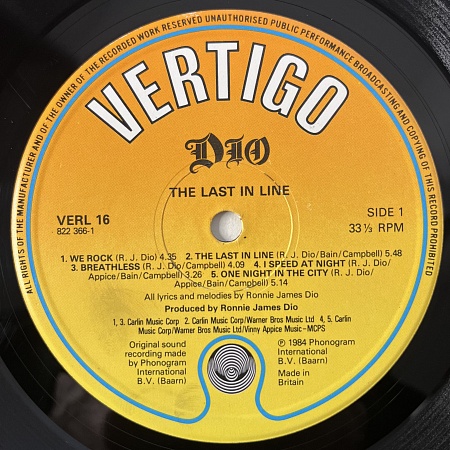 ALL RIGHTS OF THE MANUFACTURER AND OF THE OWNER OF THE RECORDED WORK RESERVED UNAUTHORISED PUBLIC PERFORMANCE BROADCASTING AND COPYING OF THIS RECORD PROHIBITED
VERTIGO
DIO
THE LAST IN LINE
VERL 16
822 366-1
SIDE 1
33⅓ RPM
1. WE ROCK (R. J. Dio) 4.35 2. THE LAST IN LINE (R. J. Dio/Bain/Campbell) 5.48
3. BREATHLESS (R. J. Dio/Campbell) 4.09 4. I SPEED AT NIGHT (R. J. Dio/
Appice/Bain/Campbell) 3.26 5. ONE NIGHT IN THE CITY (R. J. Dio/Bain/
Appice/Campbell) 5.14
All lyrics and melodies by Ronnie James Dio
Produced by Ronnie James Dio
1, 3. Carlin Music Corp 2. Carlin Music Corp/Warner Bros Music Ltd 4, 5. Carlin
Music Corp/Warner Bros Music Ltd/Vinny Appice Music–MCPS
Original sound
recording made
by Phonogram
International
B.V. (Baarn)
℗ 1984 Phonogram
International
B.V. (Baarn)
Made in
Britain